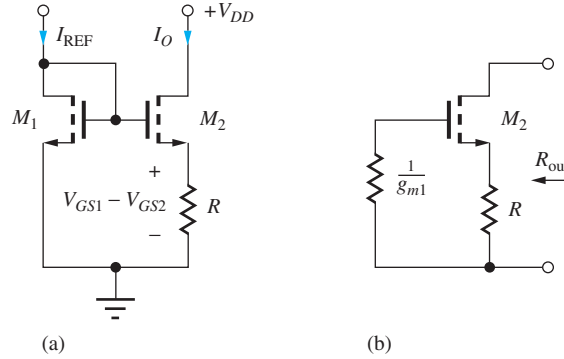 +V_DD
I_REF I_O
M_1 M_2
+
V_GS1 − V_GS2 R
−
(a)
M_2
1/g_m1
R_ou
R
(b)